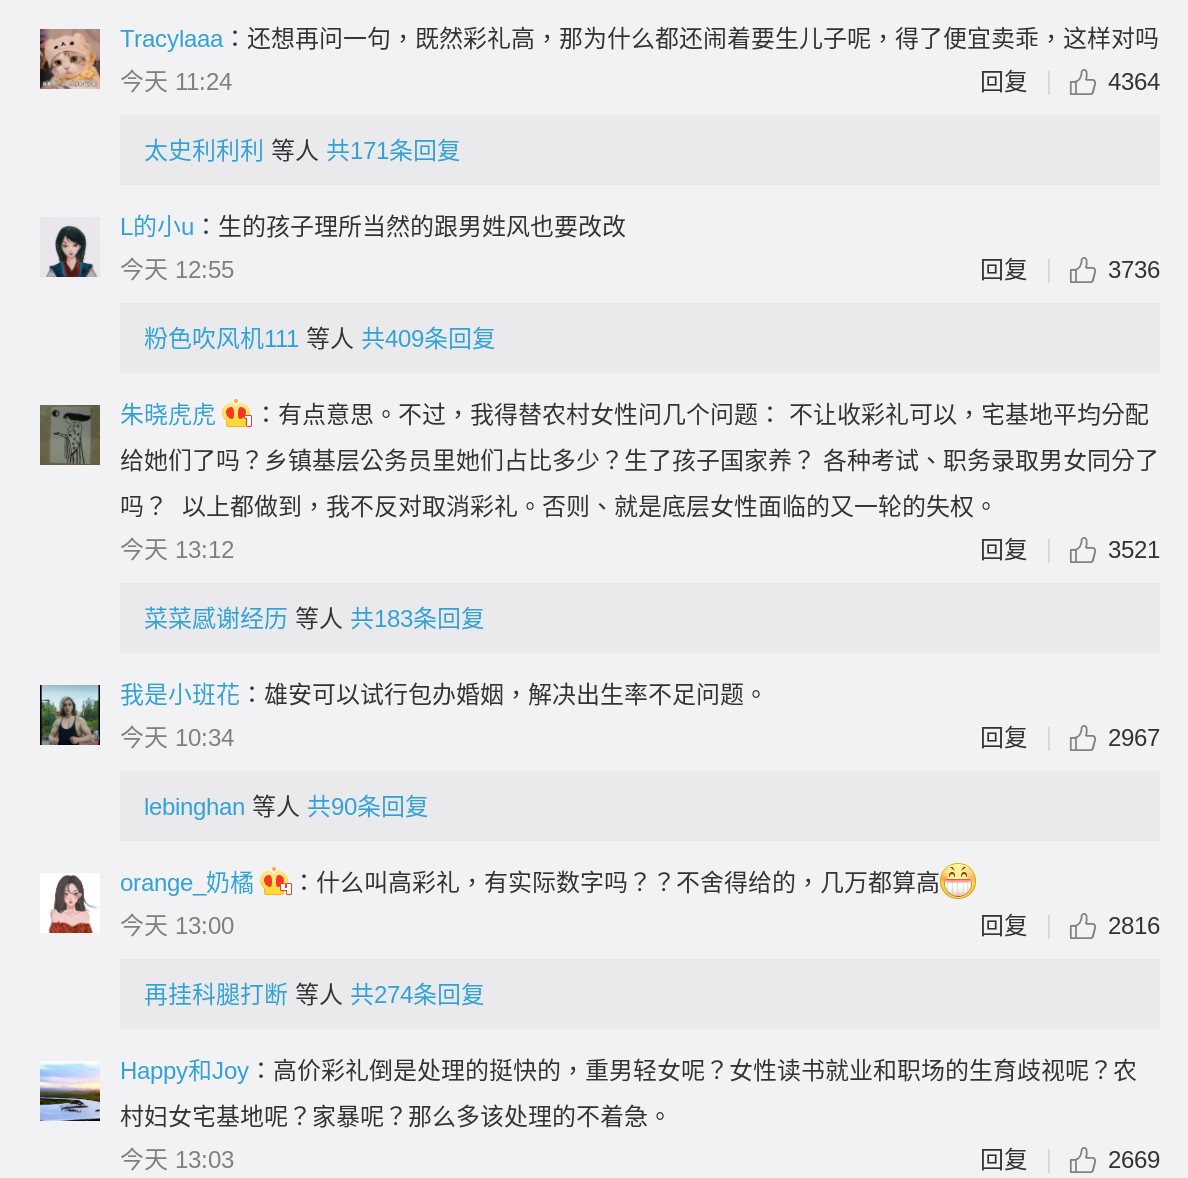 Tracylaaa：还想再问一句，既然彩礼高，那为什么都还闹着要生儿子呢，得了便宜卖乖，这样对吗
今天 11:24 回复 4364
太史利利利 等人 共171条回复
L的小u：生的孩子理所当然的跟男姓风也要改改
今天 12:55 回复 3736
粉色吹风机111 等人 共409条回复
朱晓虎虎 ：有点意思。不过，我得替农村女性问几个问题： 不让收彩礼可以，宅基地平均分配
给她们了吗？乡镇基层公务员里她们占比多少？生了孩子国家养？ 各种考试、职务录取男女同分了
吗？ 以上都做到，我不反对取消彩礼。否则、就是底层女性面临的又一轮的失权。
今天 13:12 回复 3521
菜菜感谢经历 等人 共183条回复
我是小班花：雄安可以试行包办婚姻，解决出生率不足问题。
今天 10:34 回复 2967
lebinghan 等人 共90条回复
orange_奶橘 ：什么叫高彩礼，有实际数字吗？？不舍得给的，几万都算高
今天 13:00 回复 2816
再挂科腿打断 等人 共274条回复
Happy和Joy：高价彩礼倒是处理的挺快的，重男轻女呢？女性读书就业和职场的生育歧视呢？农
村妇女宅基地呢？家暴呢？那么多该处理的不着急。
今天 13:03 回复 2669